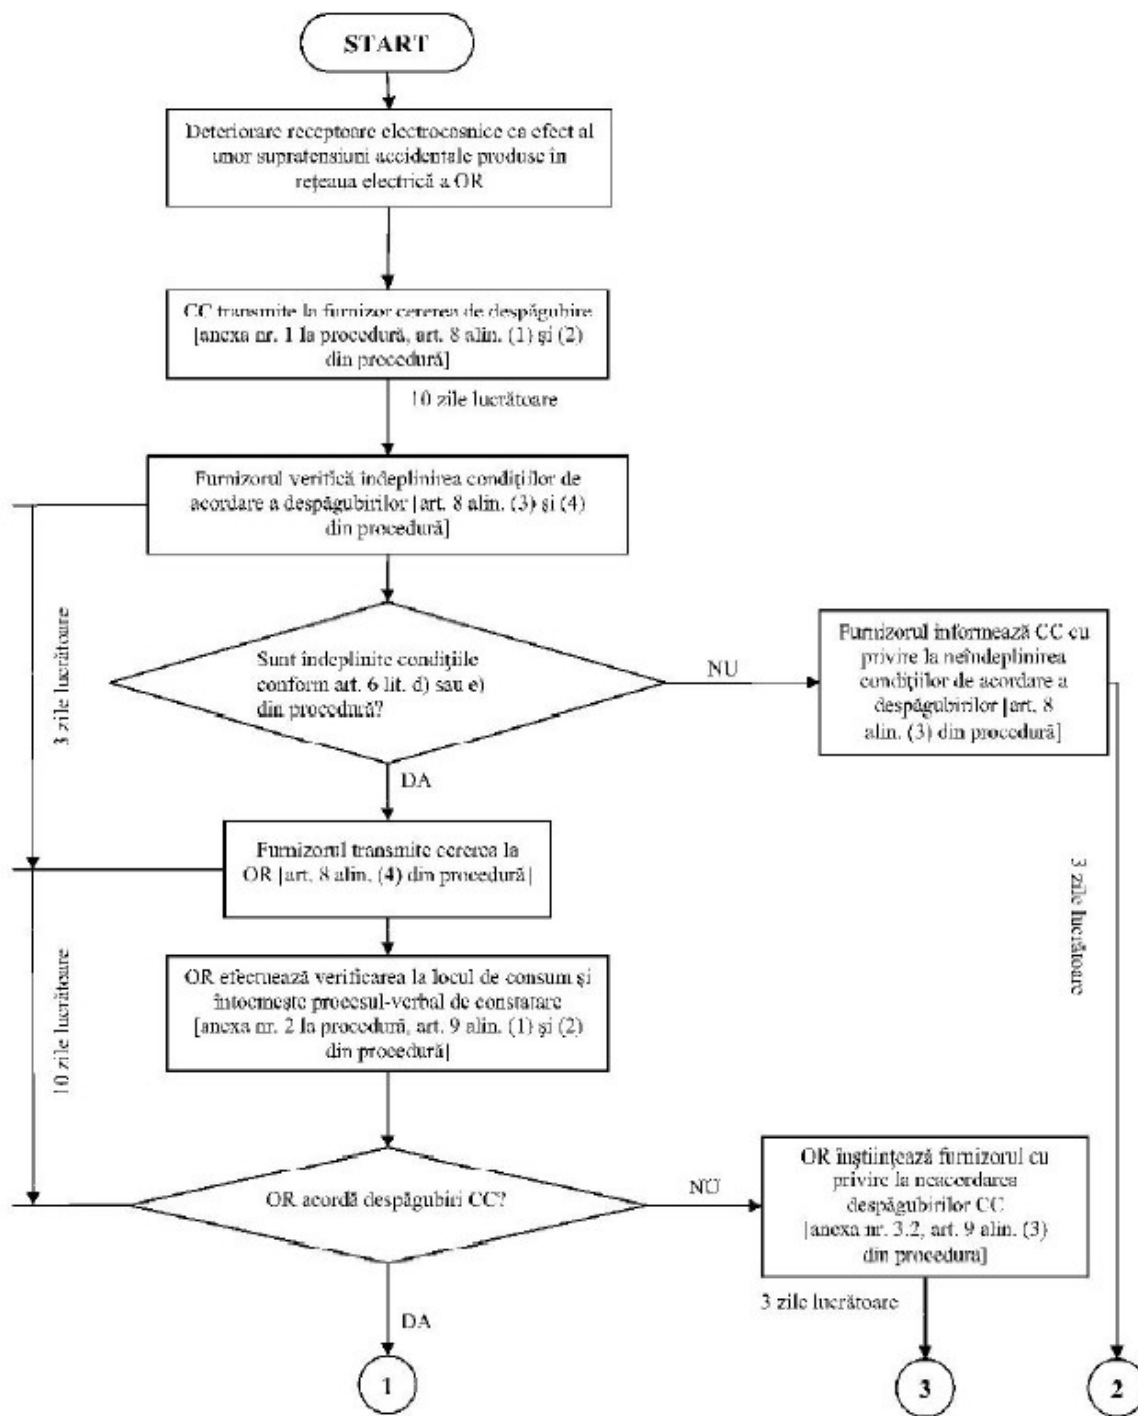 START
Deteriorare receptoare electrocasnice ca efect al
unor supratensiuni accidentale produse în
rețeaua electrică a OR
CC transmite la furnizor cererea de despăgubire
[anexa nr. 1 la procedură, art. 8 alin. (1) și (2)
din procedură]
10 zile lucrătoare
Furnizorul verifică îndeplinirea condițiilor de
acordare a despăgubirilor [art. 8 alin. (3) și (4)
din procedură]
3 zile lucrătoare
Sunt îndeplinite condițiile
conform art. 6 lit. d) sau e)
din procedură?
NU
Furnizorul informează CC cu
privire la neîndeplinirea
condițiilor de acordare a
despăgubirilor [art. 8
alin. (3) din procedură]
DA
Furnizorul transmite cererea la
OR [art. 8 alin. (4) din procedură]
3 zile lucrătoare
OR efectuează verificarea la locul de consum și
întocmește procesul-verbal de constatare
[anexa nr. 2 la procedură, art. 9 alin. (1) și (2)
din procedură]
10 zile lucrătoare
OR acordă despăgubiri CC?
NU
OR înștiințează furnizorul cu
privire la neacordarea
despăgubirilor CC
[anexa nr. 3.2, art. 9 alin. (3)
din procedura]
3 zile lucrătoare
DA
1
3
2